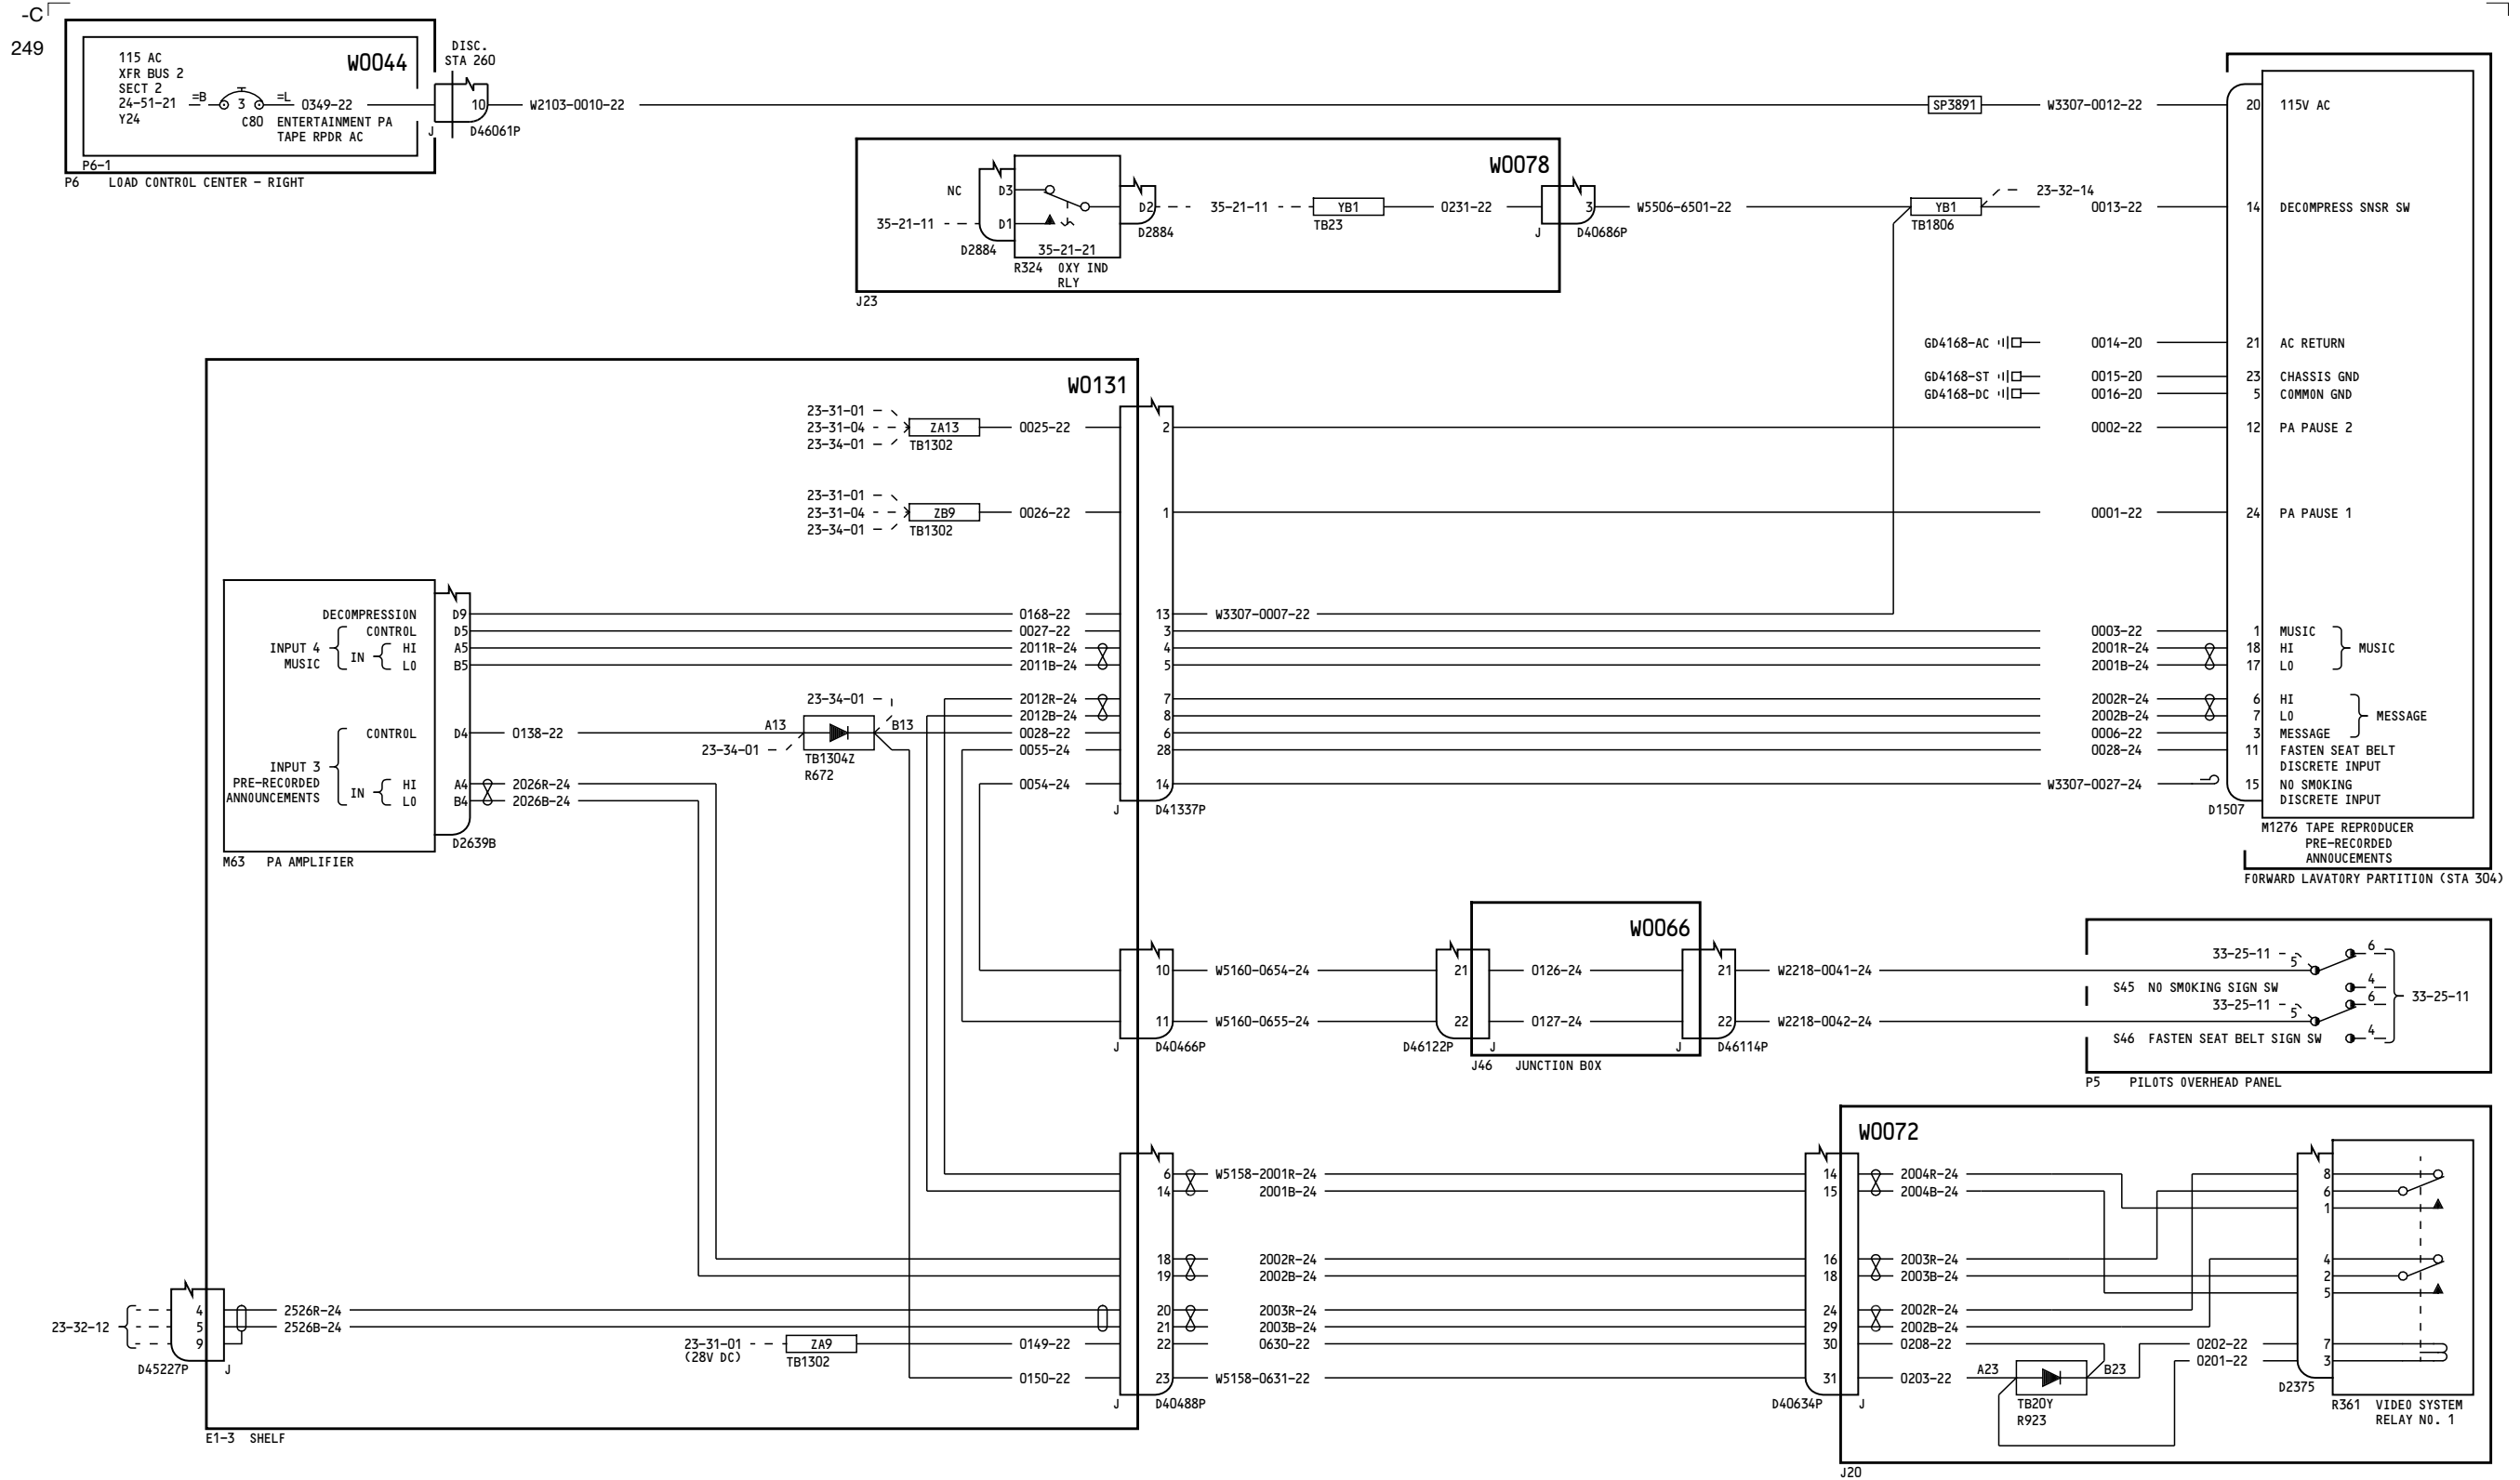 -C
249
115 AC
XFR BUS 2
SECT 2
24-51-21
Y24
=B
3
=L
0349-22
C80 ENTERTAINMENT PA
TAPE RPDR AC
W0044
P6-1
P6 LOAD CONTROL CENTER - RIGHT
DISC.
STA 260
10
J
D46061P
W2103-0010-22
SP3891
W3307-0012-22
20 115V AC
W0078
NC
D3
35-21-11
D1
D2884
35-21-21
R324 OXY IND
RLY
D2
D2884
35-21-11
YB1
TB23
0231-22
3
J
D40686P
J23
W5506-6501-22
YB1
TB1806
23-32-14
0013-22
14 DECOMPRESS SNSR SW
GD4168-AC 0014-20 21 AC RETURN
GD4168-ST 0015-20 23 CHASSIS GND
GD4168-DC 0016-20 5 COMMON GND
W0131
23-31-01
23-31-04
23-34-01
ZA13
TB1302
0025-22
2
0002-22 12 PA PAUSE 2
23-31-01
23-31-04
23-34-01
ZB9
TB1302
0026-22
1
0001-22 24 PA PAUSE 1
DECOMPRESSION D9 0168-22 13 W3307-0007-22
CONTROL D5 0027-22 3 0003-22 1 MUSIC
INPUT 4
MUSIC
IN
HI A5 2011R-24 4 2001R-24 18 HI
LO B5 2011B-24 5 2001B-24 17 LO
MUSIC
23-34-01
2012R-24 7 2002R-24 6 HI
2012B-24 8 2002B-24 7 LO
MESSAGE
CONTROL D4 0138-22 A13 B13 0028-22 6 0006-22 3 MESSAGE
23-34-01
TB1304Z
R672
0055-24 28 0028-24 11 FASTEN SEAT BELT
DISCRETE INPUT
INPUT 3
PRE-RECORDED
ANNOUNCEMENTS
IN
HI A4 2026R-24
LO B4 2026B-24
0054-24 14 W3307-0027-24 15 NO SMOKING
DISCRETE INPUT
J
D41337P
D1507
D2639B
M63 PA AMPLIFIER
M1276 TAPE REPRODUCER
PRE-RECORDED
ANNOUCEMENTS
FORWARD LAVATORY PARTITION (STA 304)
W0066
10 W5160-0654-24 21 0126-24 21 W2218-0041-24
11 W5160-0655-24 22 0127-24 22 W2218-0042-24
J
D40466P
D46122P
J
J
D46114P
J46 JUNCTION BOX
33-25-11
5
6
4
S45 NO SMOKING SIGN SW
33-25-11
5
6
4
S46 FASTEN SEAT BELT SIGN SW
33-25-11
P5 PILOTS OVERHEAD PANEL
W0072
6 W5158-2001R-24 14 2004R-24 8
14 2001B-24 15 2004B-24 6
1
18 2002R-24 16 2003R-24 4
19 2002B-24 18 2003B-24 2
5
23-32-12
4 2526R-24 20 2003R-24 24 2002R-24
5 2526B-24 21 2003B-24 29 2002B-24
9
D45227P
J
23-31-01
(28V DC)
ZA9
TB1302
0149-22 22 0630-22 30 0208-22
0202-22 7
0201-22 3
0150-22 23 W5158-0631-22 31 0203-22 A23 B23
J
D40488P
D40634P
J
TB20Y
R923
D2375
R361 VIDEO SYSTEM
RELAY NO. 1
E1-3 SHELF
J20